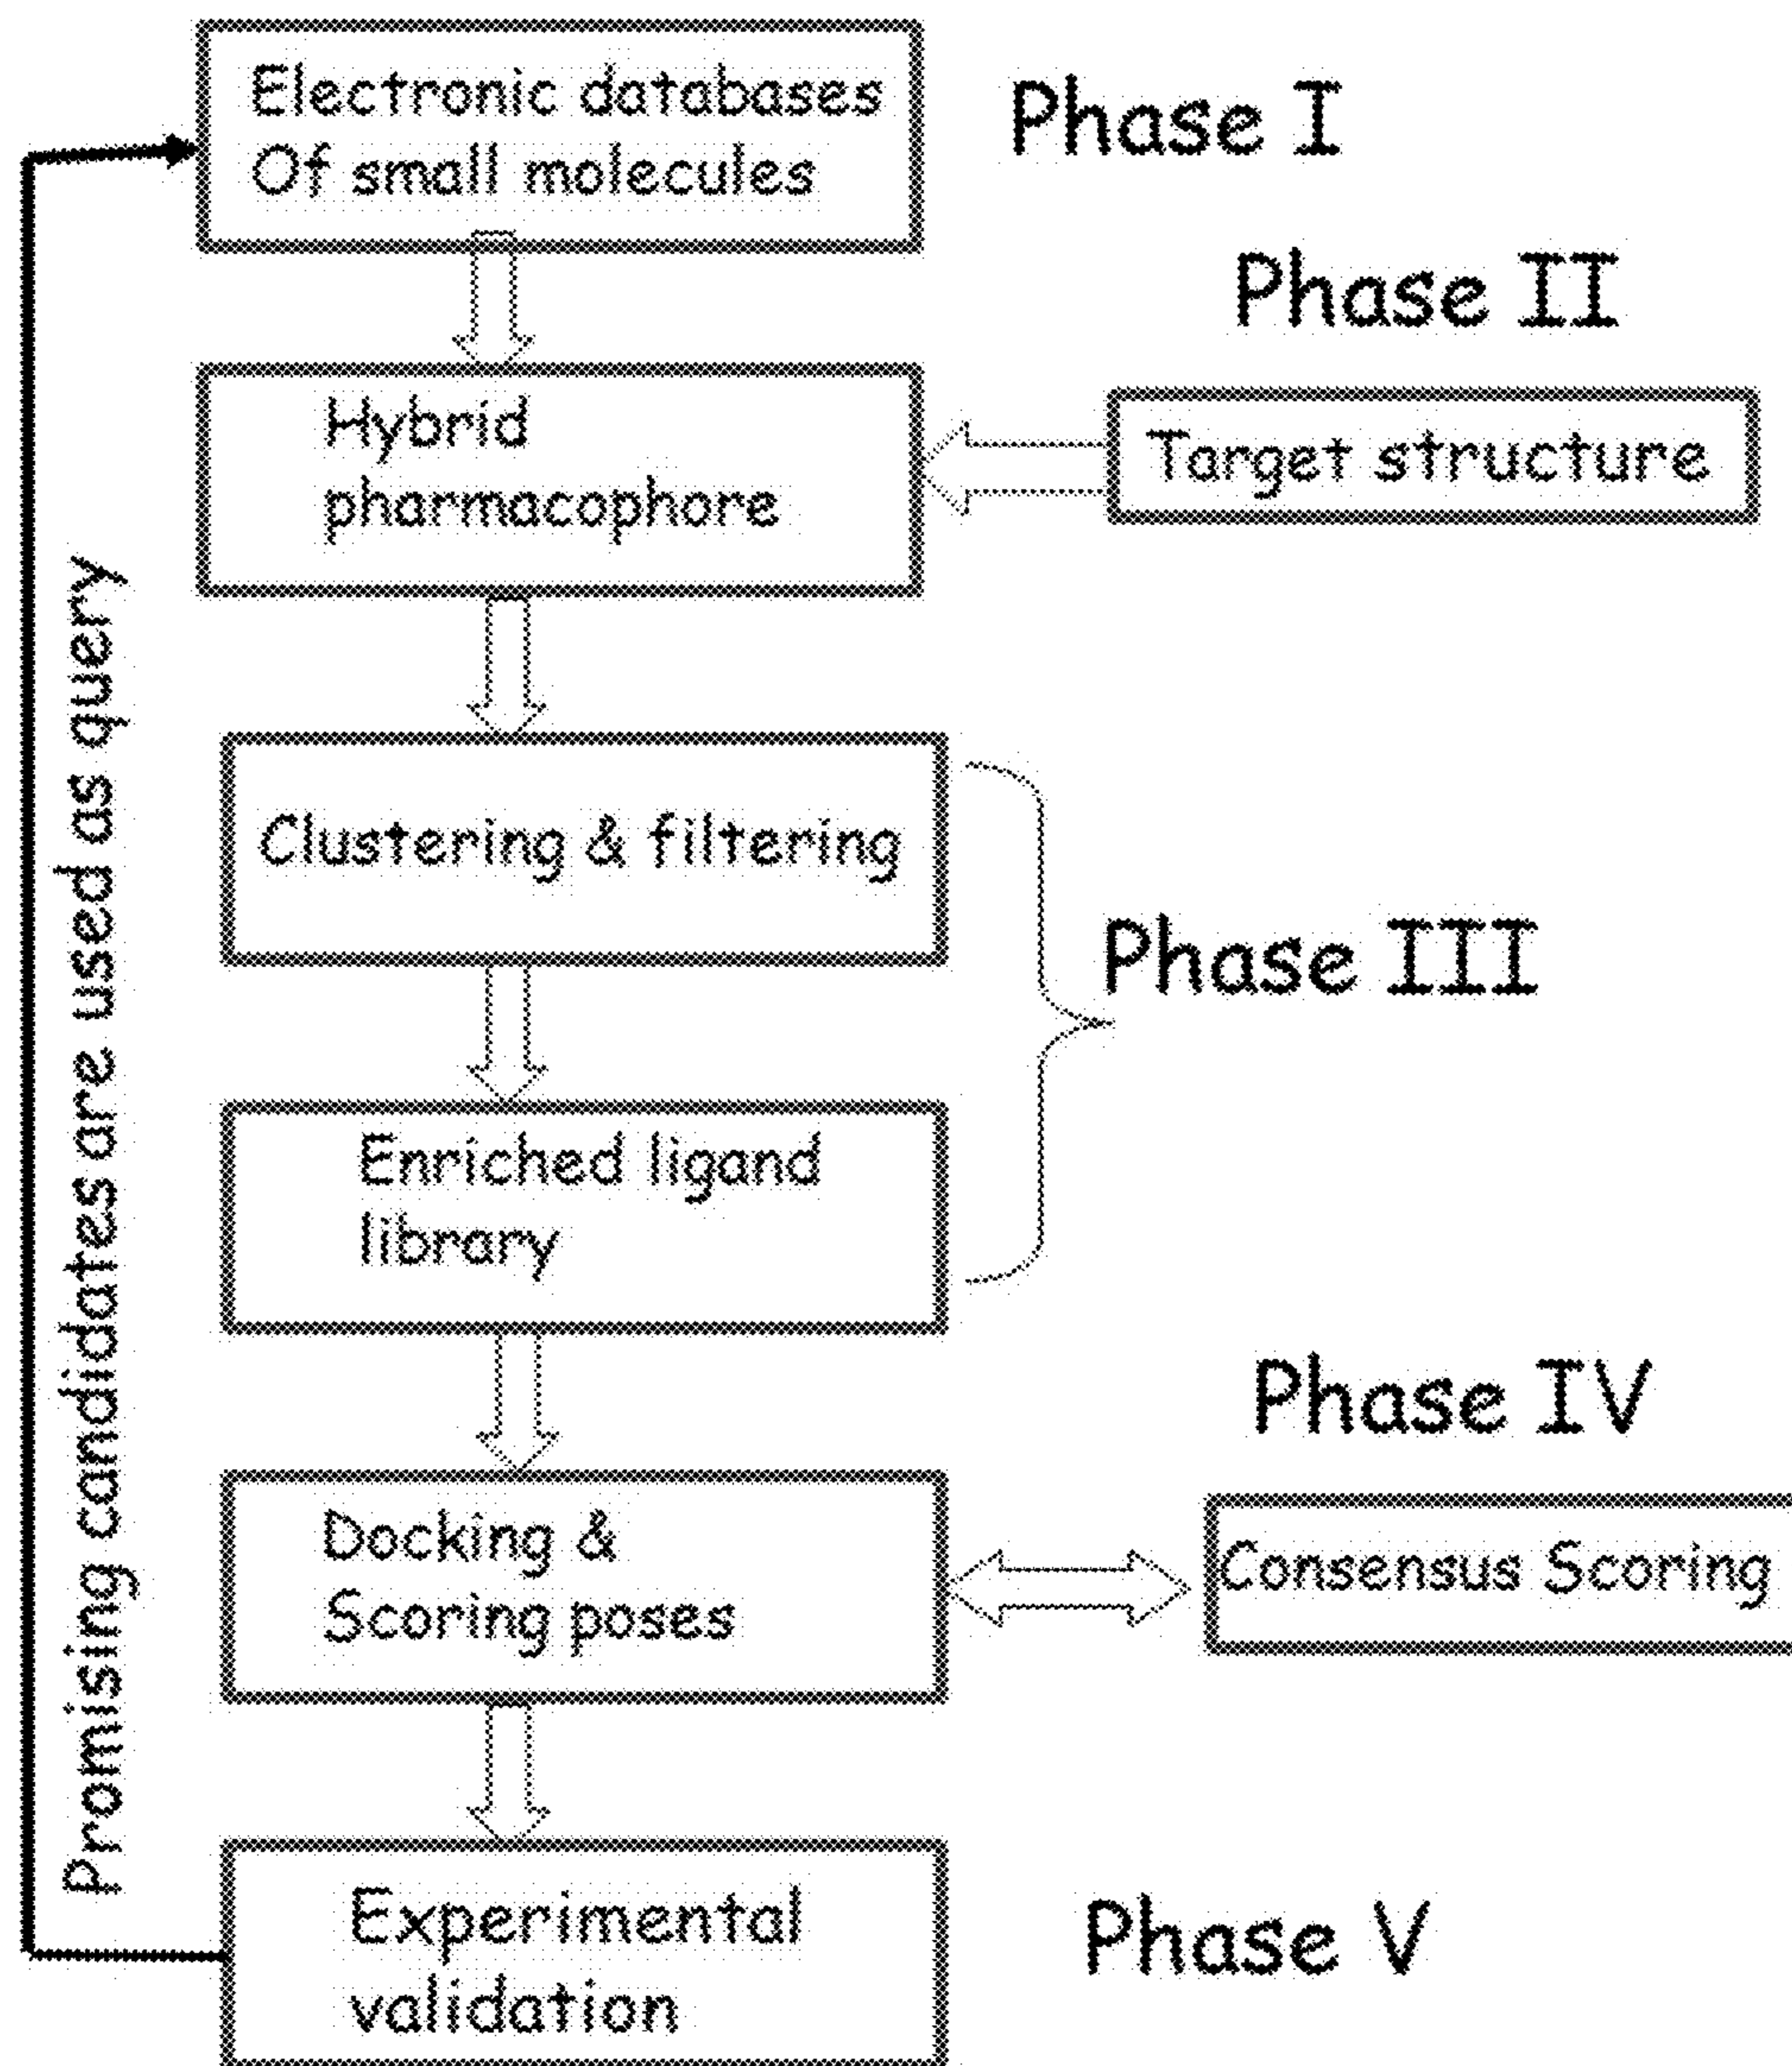 Electronic databases
Of small molecules
Phase I
Phase II
Hybrid
pharmacophore
Target structure
Clustering & filtering
Phase III
Enriched ligand
library
Phase IV
Docking &
Scoring poses
Consensus Scoring
Experimental
validation
Phase V
Promising candidates are used as query